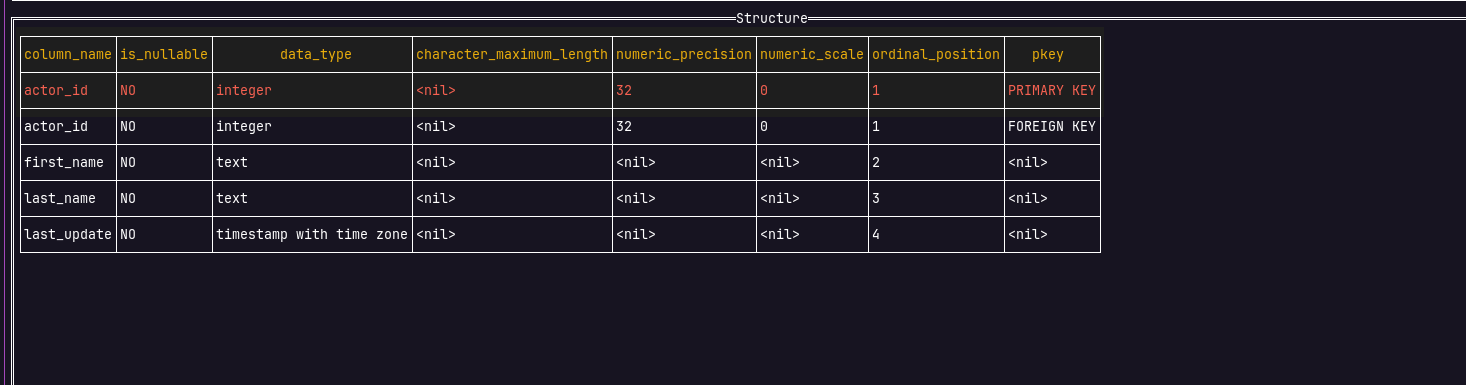 Structure
column_name is_nullable data_type character_maximum_length numeric_precision numeric_scale ordinal_position pkey
actor_id NO integer <nil> 32 0 1 PRIMARY KEY
actor_id NO integer <nil> 32 0 1 FOREIGN KEY
first_name NO text <nil> <nil> <nil> 2 <nil>
last_name NO text <nil> <nil> <nil> 3 <nil>
last_update NO timestamp with time zone <nil> <nil> <nil> 4 <nil>